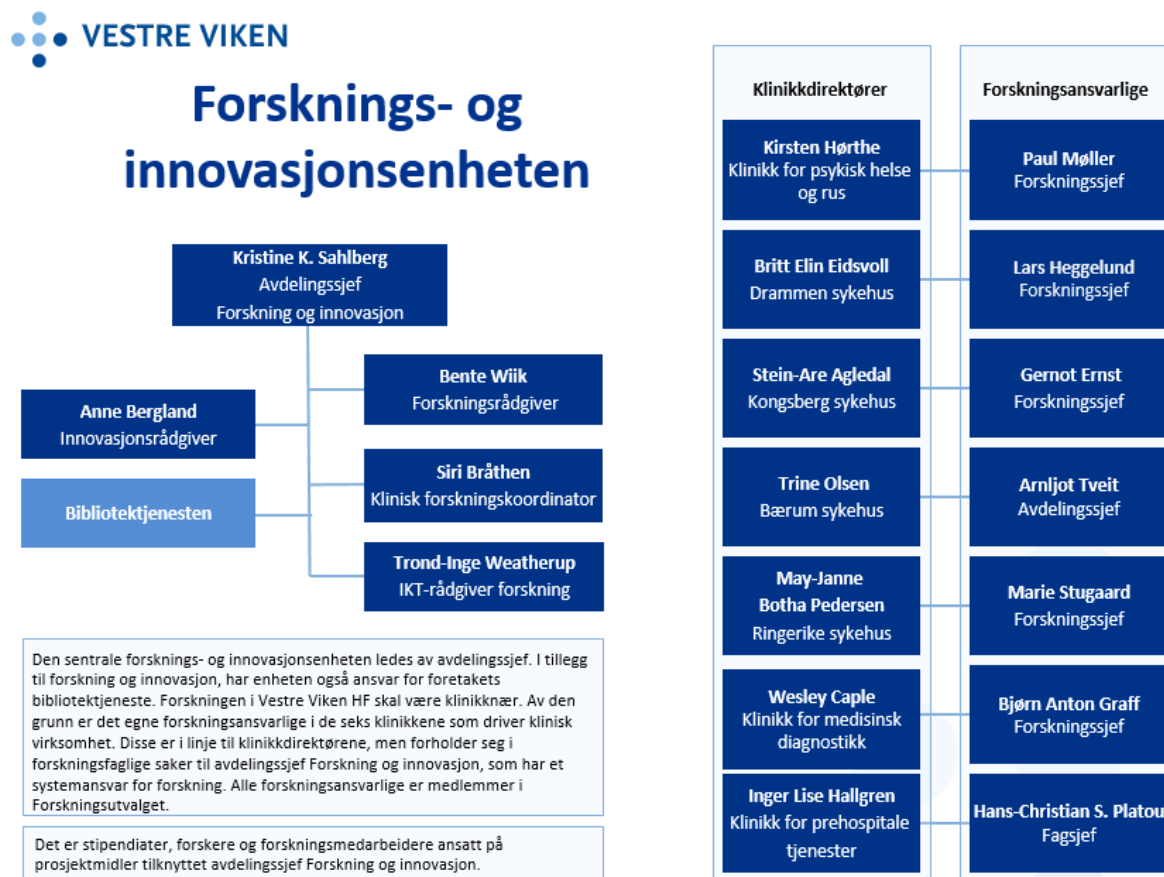 VESTRE VIKEN
Forsknings- og
innovasjonsenheten
Kristine K. Sahlberg
Avdelingssjef
Forskning og innovasjon
Bente Wiik
Forskningsrådgiver
Anne Bergland
Innovasjonsrådgiver
Siri Bråthen
Klinisk forskningskoordinator
Bibliotektjenesten
Trond-Inge Weatherup
IKT-rådgiver forskning
Den sentrale forsknings- og innovasjonsenheten ledes av avdelingssjef. I tillegg
til forskning og innovasjon, har enheten også ansvar for foretakets
bibliotektjeneste. Forskningen i Vestre Viken HF skal være klinikknær. Av den
grunn er det egne forskningsansvarlige i de seks klinikkene som driver klinisk
virksomhet. Disse er i linje til klinikkdirektørene, men forholder seg i
forskningsfaglige saker til avdelingssjef Forskning og innovasjon, som har et
systemansvar for forskning. Alle forskningsansvarlige er medlemmer i
Forskningsutvalget.
Det er stipendiater, forskere og forskningsmedarbeidere ansatt på
prosjektmidler tilknyttet avdelingssjef Forskning og innovasjon.
Klinikkdirektører
Kirsten Hørthe
Klinikk for psykisk helse
og rus
Britt Elin Eidsvoll
Drammen sykehus
Stein-Are Agledal
Kongsberg sykehus
Trine Olsen
Bærum sykehus
May-Janne
Botha Pedersen
Ringerike sykehus
Wesley Caple
Klinikk for medisinsk
diagnostikk
Inger Lise Hallgren
Klinikk for prehospitale
tjenester
Forskningsansvarlige
Paul Møller
Forskningssjef
Lars Heggelund
Forskningssjef
Gernot Ernst
Forskningssjef
Arnljot Tveit
Avdelingssjef
Marie Stugaard
Forskningssjef
Bjørn Anton Graff
Forskningssjef
Hans-Christian S. Platou
Fagsjef